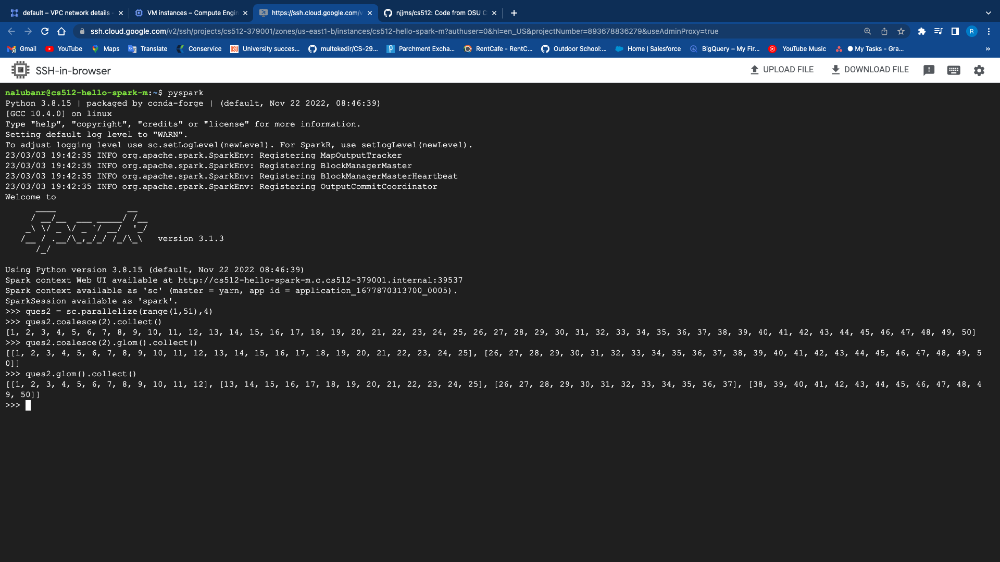 default – VPC network details -
VM instances – Compute Engin
https://ssh.cloud.google.com/v
njjms/cs512: Code from OSU C
ssh.cloud.google.com/v2/ssh/projects/cs512-379001/zones/us-east1-b/instances/cs512-hello-spark-m?authuser=0&hl=en_US&projectNumber=893678836279&useAdminProxy=true
R
Gmail YouTube Maps Translate Conservice OSU University succes... multekedir/CS-29... Parchment Excha... RentCafe - RentC... Outdoor School:... Home | Salesforce BigQuery – My Fir... YouTube Music My Tasks - Gra... »
SSH-in-browser
UPLOAD FILE DOWNLOAD FILE
nalubanr@cs512-hello-spark-m:~$ pyspark
Python 3.8.15 | packaged by conda-forge | (default, Nov 22 2022, 08:46:39)
[GCC 10.4.0] on linux
Type "help", "copyright", "credits" or "license" for more information.
Setting default log level to "WARN".
To adjust logging level use sc.setLogLevel(newLevel). For SparkR, use setLogLevel(newLevel).
23/03/03 19:42:35 INFO org.apache.spark.SparkEnv: Registering MapOutputTracker
23/03/03 19:42:35 INFO org.apache.spark.SparkEnv: Registering BlockManagerMaster
23/03/03 19:42:35 INFO org.apache.spark.SparkEnv: Registering BlockManagerMasterHeartbeat
23/03/03 19:42:35 INFO org.apache.spark.SparkEnv: Registering OutputCommitCoordinator
Welcome to
      ____              __
     / __/__  ___ _____/ /__
    _\ \/ _ \/ _ `/ __/  '_/
   /__ / .__/\_,_/_/ /_/\_\   version 3.1.3
      /_/
Using Python version 3.8.15 (default, Nov 22 2022 08:46:39)
Spark context Web UI available at http://cs512-hello-spark-m.c.cs512-379001.internal:39537
Spark context available as 'sc' (master = yarn, app id = application_1677870313700_0005).
SparkSession available as 'spark'.
>>> ques2 = sc.parallelize(range(1,51),4)
>>> ques2.coalesce(2).collect()
[1, 2, 3, 4, 5, 6, 7, 8, 9, 10, 11, 12, 13, 14, 15, 16, 17, 18, 19, 20, 21, 22, 23, 24, 25, 26, 27, 28, 29, 30, 31, 32, 33, 34, 35, 36, 37, 38, 39, 40, 41, 42, 43, 44, 45, 46, 47, 48, 49, 50]
>>> ques2.coalesce(2).glom().collect()
[[1, 2, 3, 4, 5, 6, 7, 8, 9, 10, 11, 12, 13, 14, 15, 16, 17, 18, 19, 20, 21, 22, 23, 24, 25], [26, 27, 28, 29, 30, 31, 32, 33, 34, 35, 36, 37, 38, 39, 40, 41, 42, 43, 44, 45, 46, 47, 48, 49, 5
0]]
>>> ques2.glom().collect()
[[1, 2, 3, 4, 5, 6, 7, 8, 9, 10, 11, 12], [13, 14, 15, 16, 17, 18, 19, 20, 21, 22, 23, 24, 25], [26, 27, 28, 29, 30, 31, 32, 33, 34, 35, 36, 37], [38, 39, 40, 41, 42, 43, 44, 45, 46, 47, 48, 4
9, 50]]
>>>